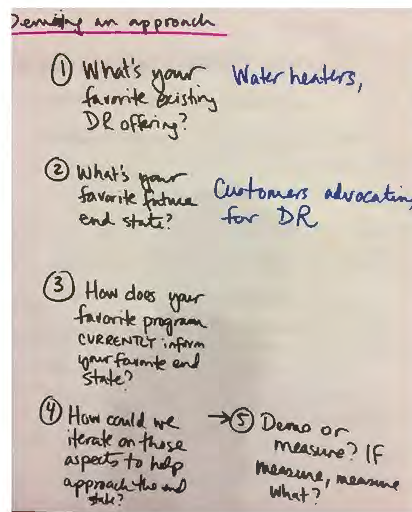 an approach
① What's your
favorite existing
DR offering?
Water heaters,
② What's your
favorite future
end state?
Customers advocating
for DR
③ How does your
favorite program
CURRENTLY inform
your favorite end
state?
④ How could we
iterate on those
aspects to help
approach the end
state?
→ ⑤ Demo or
measure? If
measure, measure
what?